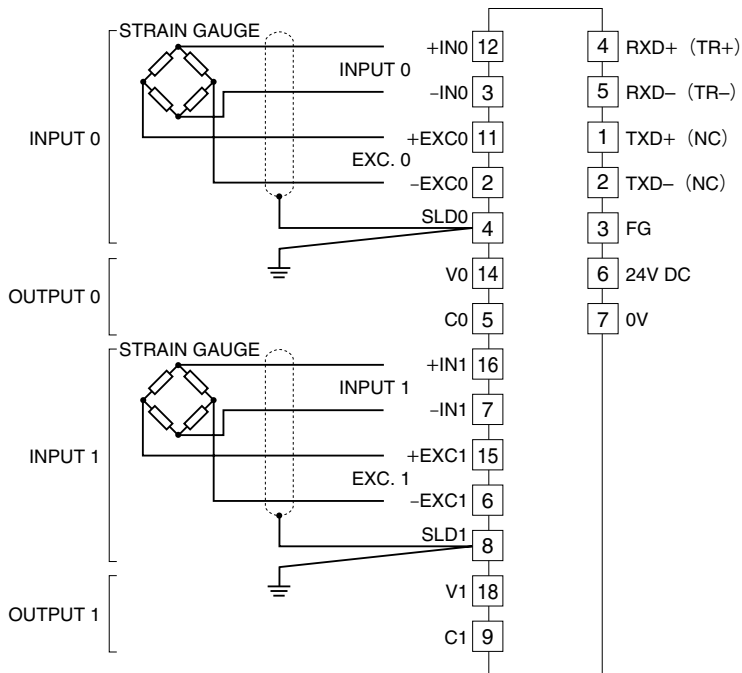 STRAIN GAUGE
+IN0 12
4 RXD+ (TR+)
INPUT 0
−IN0 3
5 RXD− (TR−)
INPUT 0
+EXC0 11
1 TXD+ (NC)
EXC. 0
−EXC0 2
2 TXD− (NC)
SLD0 4
3 FG
V0 14
6 24V DC
OUTPUT 0
C0 5
7 0V
STRAIN GAUGE
+IN1 16
INPUT 1
−IN1 7
INPUT 1
+EXC1 15
EXC. 1
−EXC1 6
SLD1 8
V1 18
OUTPUT 1
C1 9